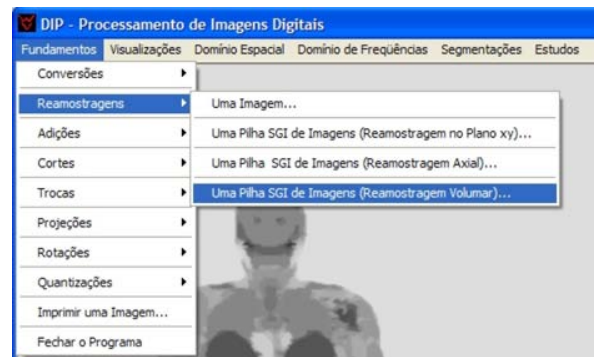 DIP - Processamento de Imagens Digitais
Fundamentos Visualizações Domínio Espacial Domínio de Freqüências Segmentações Estudos
Conversões
Reamostragens
Uma Imagem...
Adições
Uma Pilha SGI de Imagens (Reamostragem no Plano xy)...
Cortes
Uma Pilha SGI de Imagens (Reamostragem Axial)...
Trocas
Uma Pilha SGI de Imagens (Reamostragem Volumar)...
Projeções
Rotações
Quantizações
Imprimir uma Imagem...
Fechar o Programa